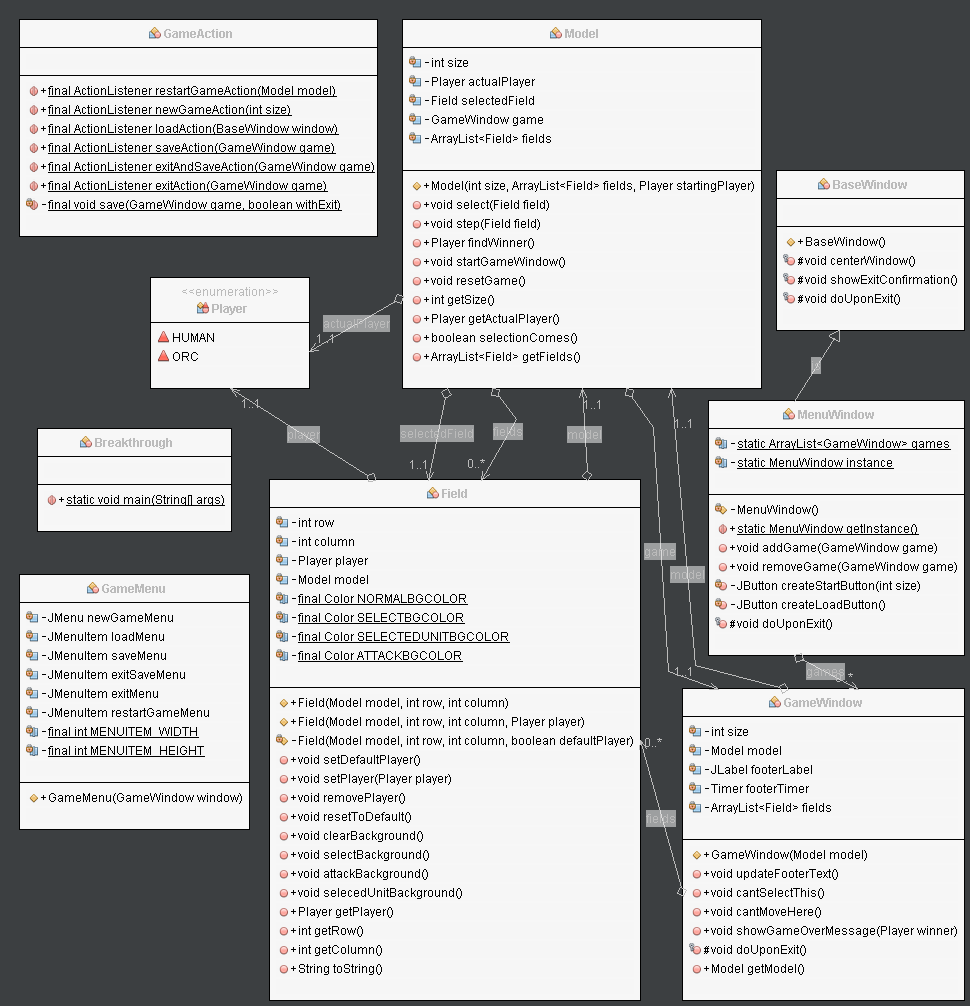 GameAction
+final ActionListener restartGameAction(Model model)
+final ActionListener newGameAction(int size)
+final ActionListener loadAction(BaseWindow window)
+final ActionListener saveAction(GameWindow game)
+final ActionListener exitAndSaveAction(GameWindow game)
+final ActionListener exitAction(GameWindow game)
-final void save(GameWindow game, boolean withExit)
Model
-int size
-Player actualPlayer
-Field selectedField
-GameWindow game
-ArrayList<Field> fields
+Model(int size, ArrayList<Field> fields, Player startingPlayer)
+void select(Field field)
+void step(Field field)
+Player findWinner()
+void startGameWindow()
+void resetGame()
+int getSize()
+Player getActualPlayer()
+boolean selectionComes()
+ArrayList<Field> getFields()
BaseWindow
+BaseWindow()
#void centerWindow()
#void showExitConfirmation()
#void doUponExit()
<<enumeration>>
Player
HUMAN
ORC
actualPlayer
1..1
1..1
player
selectedField
1..1
fields
0..*
1..1
model
1..1
game
model
1..1
Breakthrough
+static void main(String[] args)
MenuWindow
-static ArrayList<GameWindow> games
-static MenuWindow instance
-MenuWindow()
+static MenuWindow getInstance()
+void addGame(GameWindow game)
+void removeGame(GameWindow game)
-JButton createStartButton(int size)
-JButton createLoadButton()
#void doUponExit()
games
Field
-int row
-int column
-Player player
-Model model
-final Color NORMALBGCOLOR
-final Color SELECTBGCOLOR
-final Color SELECTEDUNITBGCOLOR
-final Color ATTACKBGCOLOR
+Field(Model model, int row, int column)
+Field(Model model, int row, int column, Player player)
-Field(Model model, int row, int column, boolean defaultPlayer)
+void setDefaultPlayer()
+void setPlayer(Player player)
+void removePlayer()
+void resetToDefault()
+void clearBackground()
+void selectBackground()
+void attackBackground()
+void selecedUnitBackground()
+Player getPlayer()
+int getRow()
+int getColumn()
+String toString()
GameMenu
-JMenu newGameMenu
-JMenuItem loadMenu
-JMenuItem saveMenu
-JMenuItem exitSaveMenu
-JMenuItem exitMenu
-JMenuItem restartGameMenu
-final int MENUITEM_WIDTH
-final int MENUITEM_HEIGHT
+GameMenu(GameWindow window)
0..*
fields
GameWindow
-int size
-Model model
-JLabel footerLabel
-Timer footerTimer
-ArrayList<Field> fields
+GameWindow(Model model)
+void updateFooterText()
+void cantSelectThis()
+void cantMoveHere()
+void showGameOverMessage(Player winner)
#void doUponExit()
+Model getModel()